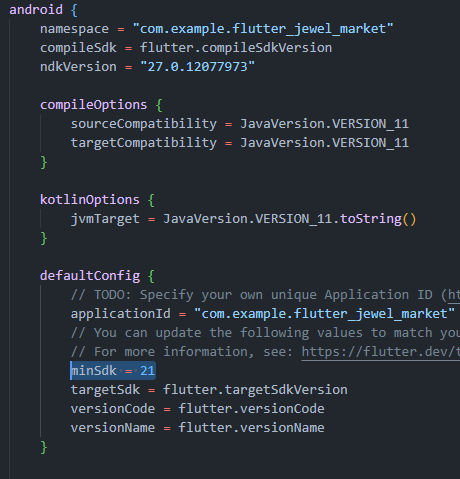 android {
    namespace = "com.example.flutter_jewel_market"
    compileSdk = flutter.compileSdkVersion
    ndkVersion = "27.0.12077973"

    compileOptions {
        sourceCompatibility = JavaVersion.VERSION_11
        targetCompatibility = JavaVersion.VERSION_11
    }

    kotlinOptions {
        jvmTarget = JavaVersion.VERSION_11.toString()
    }

    defaultConfig {
        // TODO: Specify your own unique Application ID (ht
        applicationId = "com.example.flutter_jewel_market"
        // You can update the following values to match you
        // For more information, see: https://flutter.dev/t
        minSdk = 21
        targetSdk = flutter.targetSdkVersion
        versionCode = flutter.versionCode
        versionName = flutter.versionName
    }